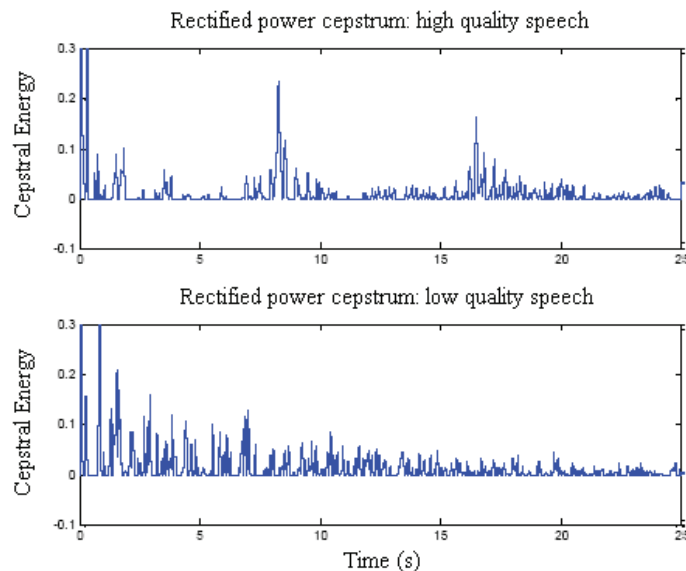 Rectified power cepstrum: high quality speech
Cepstral Energy
0.3
0.2
0.1
0
-0.1
0 5 10 15 20 25
Rectified power cepstrum: low quality speech
Cepstral Energy
0.3
0.2
0.1
0
-0.1
0 5 10 15 20 25
Time (s)